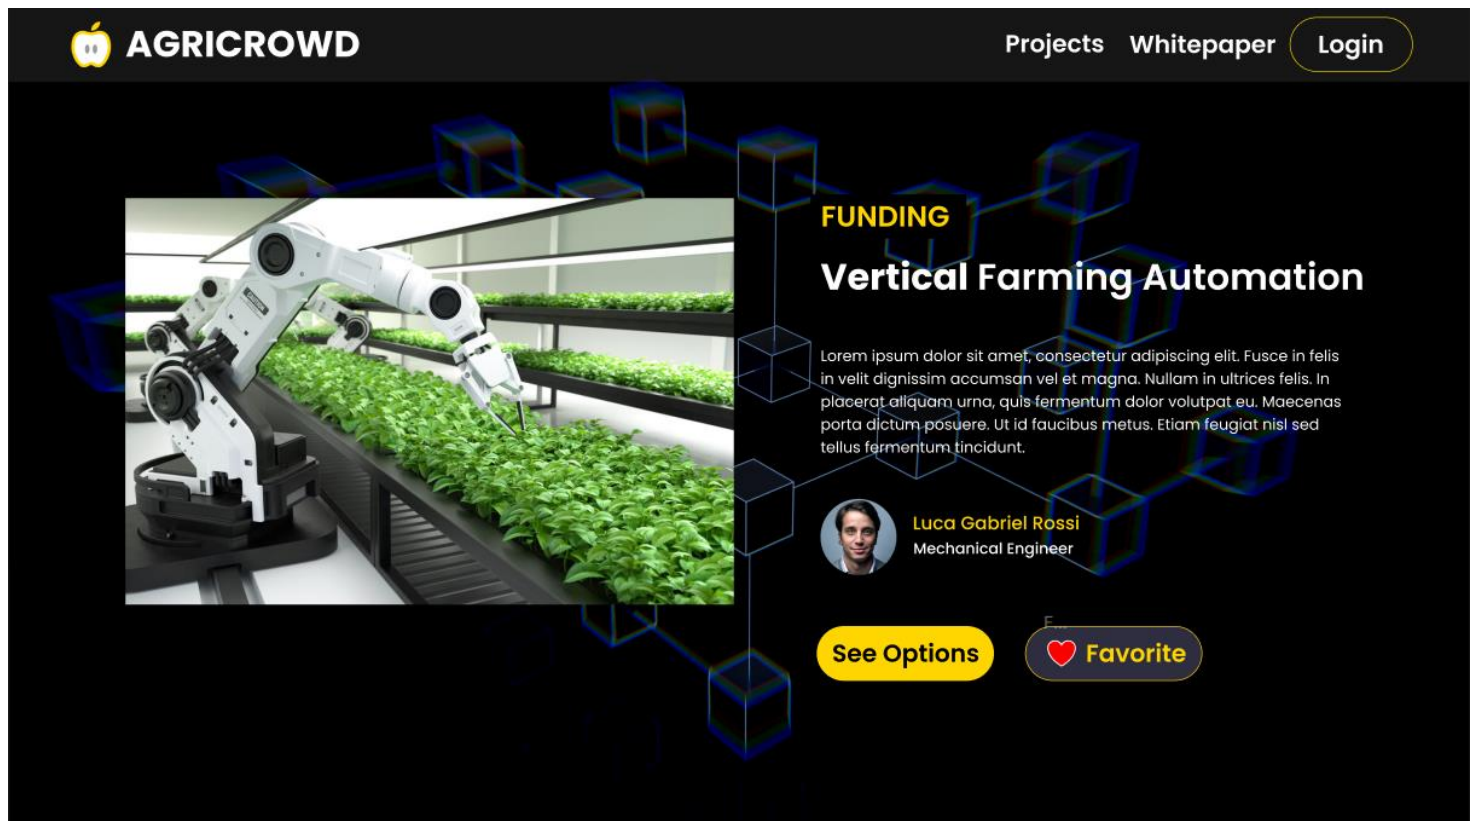 AGRICROWD
Projects Whitepaper Login
FUNDING
Vertical Farming Automation
Lorem ipsum dolor sit amet, consectetur adipiscing elit. Fusce in felis
in velit dignissim accumsan vel et magna. Nullam in ultrices felis. In
placerat aliquam urna, quis fermentum dolor volutpat eu. Maecenas
porta dictum posuere. Ut id faucibus metus. Etiam feugiat nisl sed
tellus fermentum tincidunt.
Luca Gabriel Rossi
Mechanical Engineer
F...
See Options
Favorite